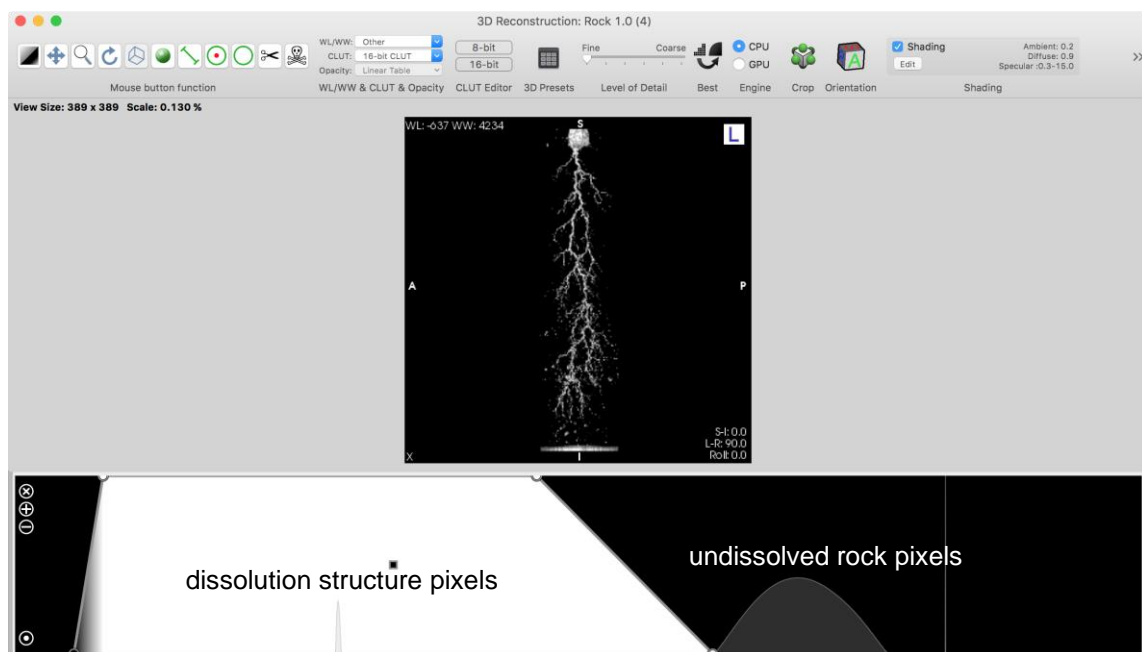 3D Reconstruction: Rock 1.0 (4)
WL/WW: Other
CLUT: 16-bit CLUT
Opacity: Linear Table
8-bit
16-bit
Fine Coarse
CPU
GPU
A
Shading
Edit
Ambient: 0.2
Diffuse: 0.9
Specular :0.3-15.0
Mouse button function
WL/WW & CLUT & Opacity
CLUT Editor
3D Presets
Level of Detail
Best
Engine
Crop
Orientation
Shading
View Size: 389 x 389 Scale: 0.130 %
WL: -637 WW: 4234
S
L
A
P
S-I: 0.0
L-R: 90.0
Roll: 0.0
X
I
undissolved rock pixels
dissolution structure pixels